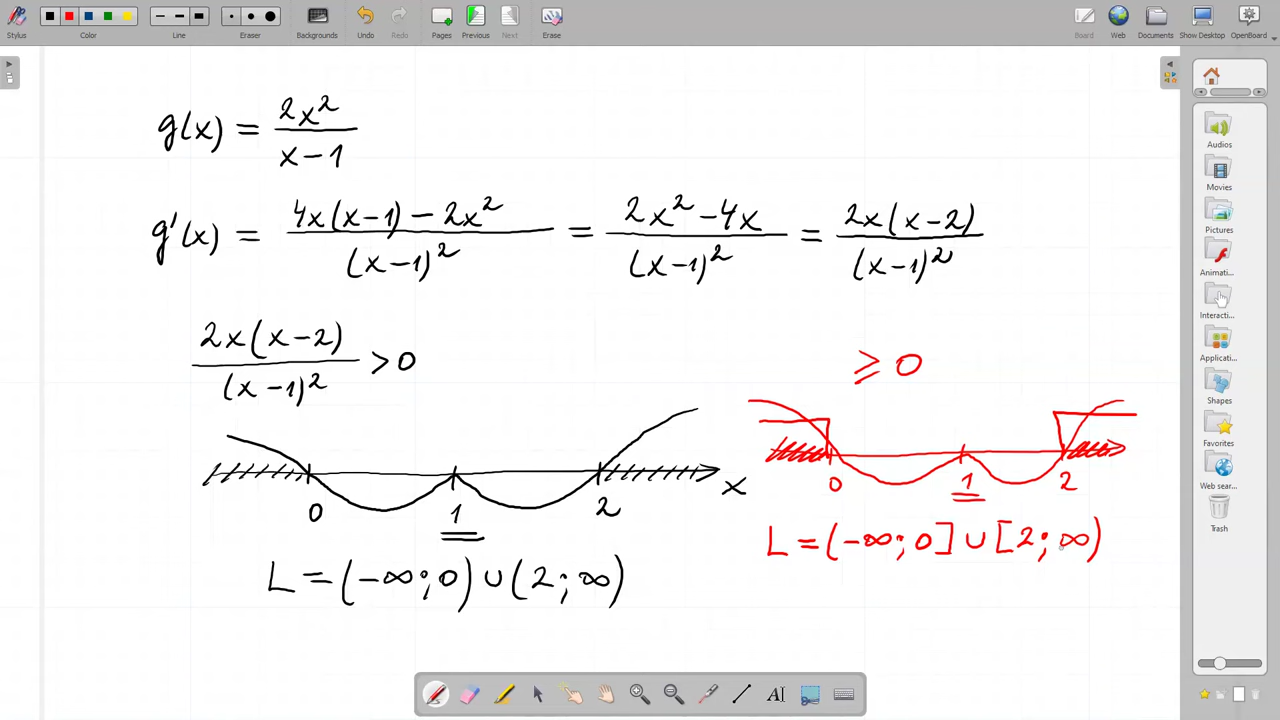 Stylus Color Line Eraser Backgrounds Undo Redo Pages Previous Next Erase Board Web Documents Show Desktop OpenBoard
g(x) = 2x² / x-1
g'(x) = 4x(x-1) - 2x² / (x-1)² = 2x² - 4x / (x-1)² = 2x(x-2) / (x-1)²
2x(x-2) / (x-1)² > 0
≥ 0
0 1 2 x
0 1 2
L = (-∞; 0) ∪ (2; ∞)
L = (-∞; 0] ∪ [2; ∞)
Audios
Movies
Pictures
Animati...
Interacti...
Applicati...
Shapes
Favorites
Web sear...
Trash
AI